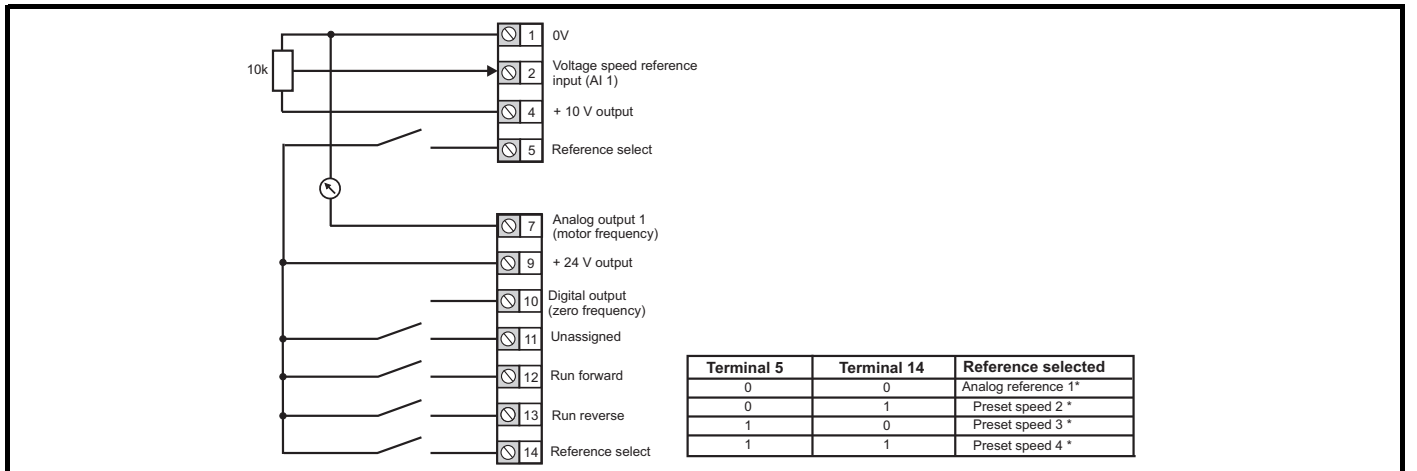 1 0V
10k
2 Voltage speed reference
input (AI 1)
4 + 10 V output
5 Reference select
7 Analog output 1
(motor frequency)
9 + 24 V output
10 Digital output
(zero frequency)
11 Unassigned
12 Run forward
13 Run reverse
14 Reference select
Terminal 5 Terminal 14 Reference selected
0 0 Analog reference 1*
0 1 Preset speed 2 *
1 0 Preset speed 3 *
1 1 Preset speed 4 *